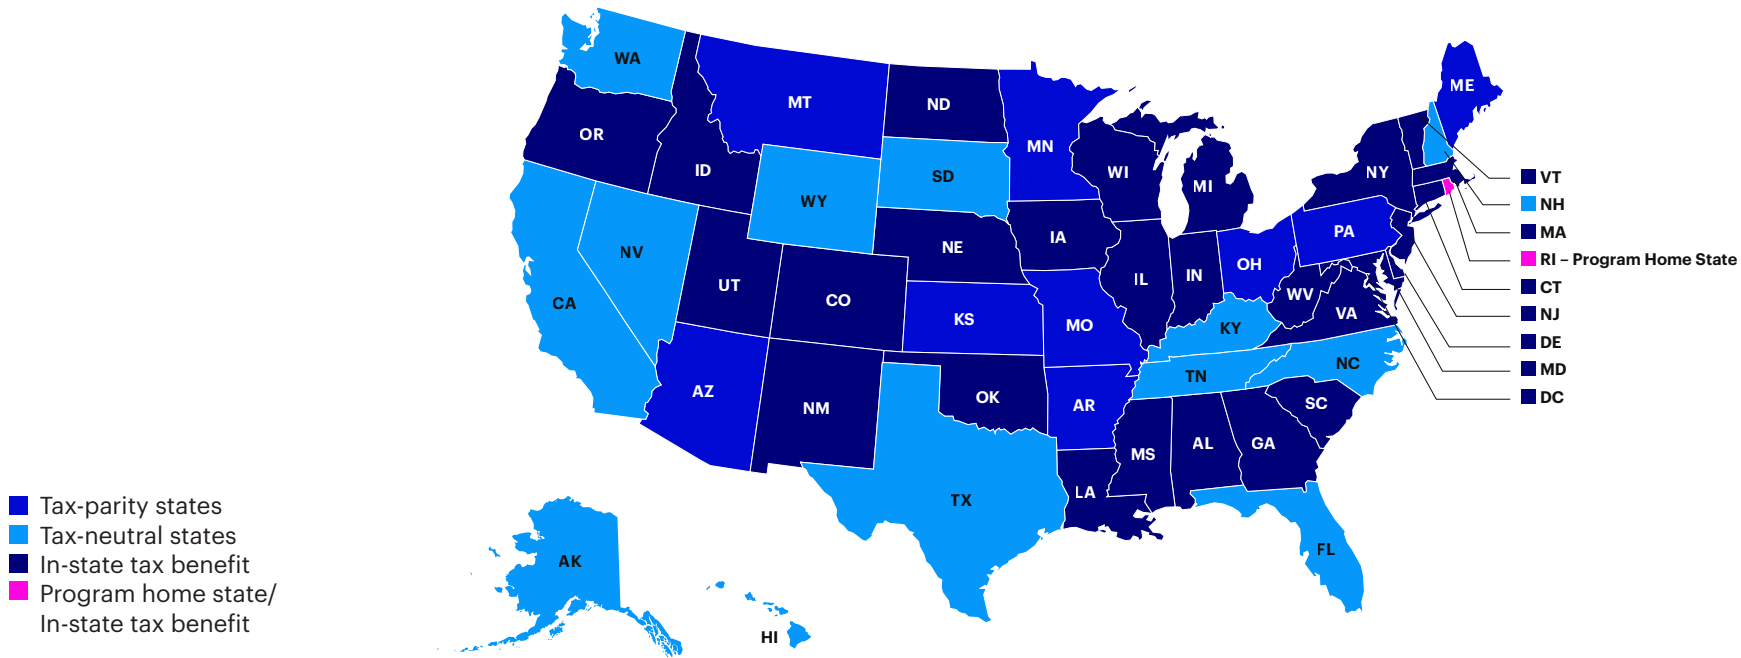 WA
MT
ND
MN
ME
OR
ID
SD
WI
MI
NY
WY
VT
NH
MA
RI – Program Home State
CT
NJ
DE
MD
DC
NV
NE
IA
PA
CA
UT
CO
IL
IN
OH
WV
VA
KS
MO
KY
AZ
NM
OK
AR
TN
NC
SC
MS
AL
GA
TX
LA
FL
AK
HI
Tax-parity states
Tax-neutral states
In-state tax benefit
Program home state/
In-state tax benefit